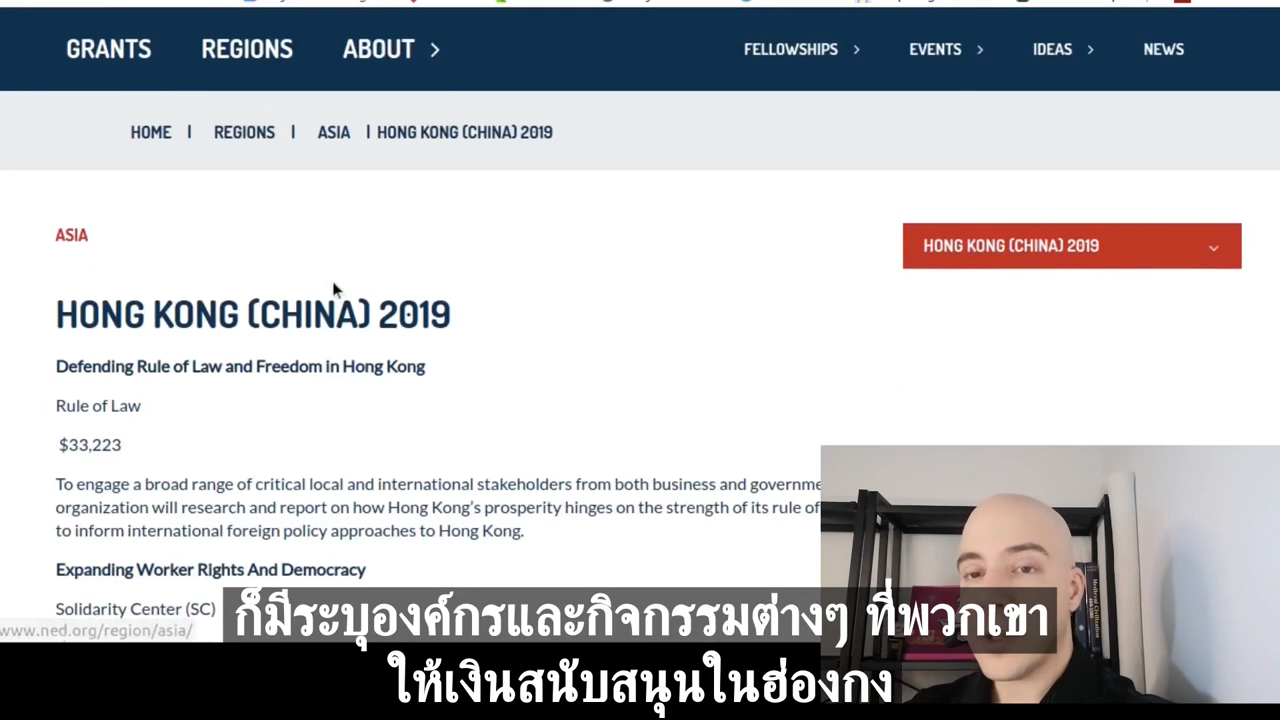 GRANTS REGIONS ABOUT FELLOWSHIPS EVENTS IDEAS NEWS
HOME | REGIONS | ASIA | HONG KONG (CHINA) 2019
ASIA
HONG KONG (CHINA) 2019
HONG KONG (CHINA) 2019
Defending Rule of Law and Freedom in Hong Kong
Rule of Law
$33,223
To engage a broad range of critical local and international stakeholders from both business and governme
organization will research and report on how Hong Kong's prosperity hinges on the strength of its rule of
to inform international foreign policy approaches to Hong Kong.
Expanding Worker Rights And Democracy
Solidarity Center (SC)
www.ned.org/region/asia/
ก็มีระบุองค์กรและกิจกรรมต่างๆ ที่พวกเขา
ให้เงินสนับสนุนในฮ่องกง